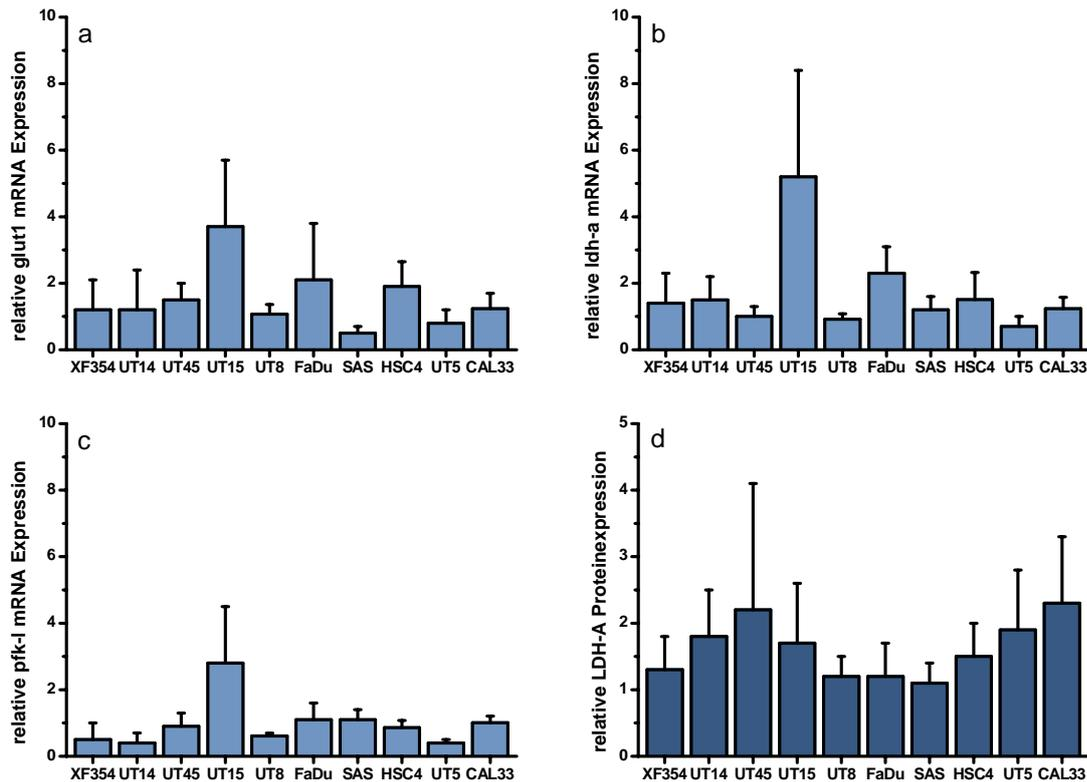 a
relative glut1 mRNA Expression
10
8
6
4
2
0
XF354 UT14 UT45 UT15 UT8 FaDu SAS HSC4 UT5 CAL33
b
relative ldh-a mRNA Expression
10
8
6
4
2
0
XF354 UT14 UT45 UT15 UT8 FaDu SAS HSC4 UT5 CAL33
c
relative pfk-l mRNA Expression
10
8
6
4
2
0
XF354 UT14 UT45 UT15 UT8 FaDu SAS HSC4 UT5 CAL33
d
relative LDH-A Proteinexpression
5
4
3
2
1
0
XF354 UT14 UT45 UT15 UT8 FaDu SAS HSC4 UT5 CAL33